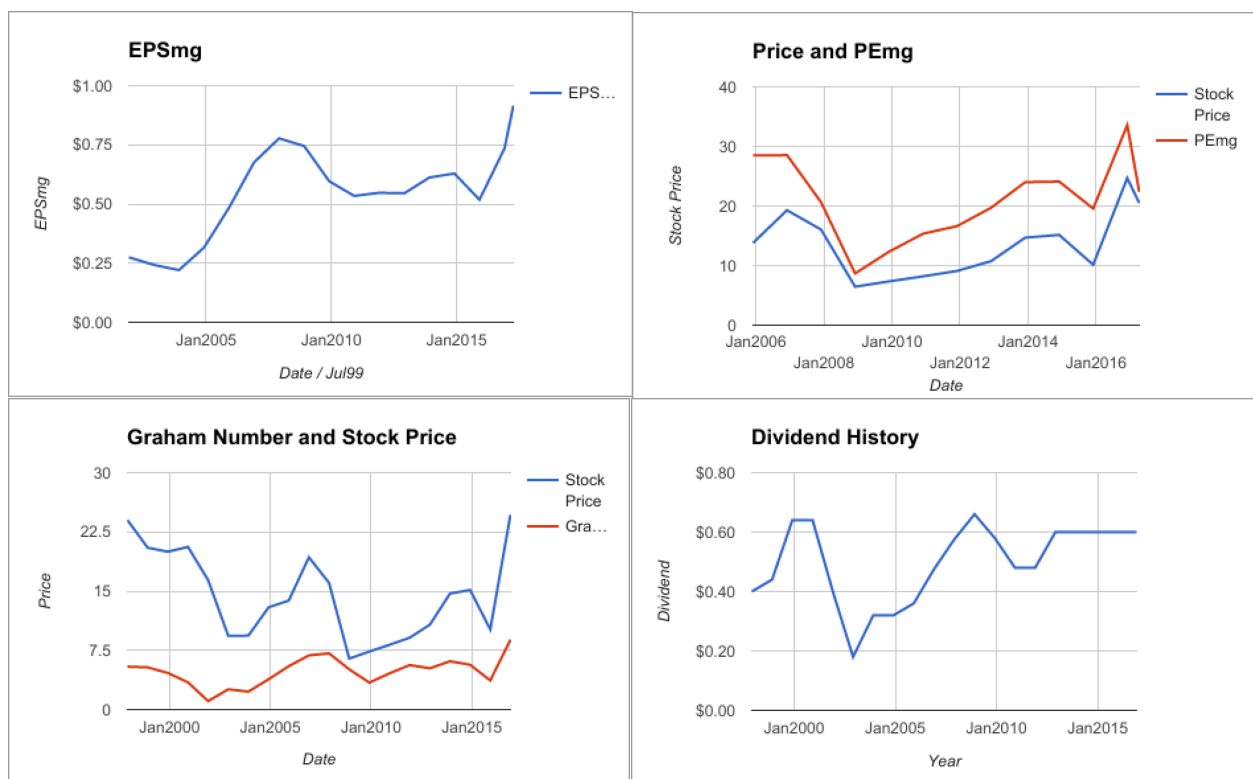 EPSmg
$1.00
$0.75
$0.50
$0.25
$0.00
EPSmg
Jan2005
Jan2010
Jan2015
Date / Jul99
EPS…
Price and PEmg
40
30
20
10
0
Stock Price
Jan2006
Jan2008
Jan2010
Jan2012
Jan2014
Jan2016
Date
Stock
Price
PEmg
Graham Number and Stock Price
30
22.5
15
7.5
0
Price
Jan2000
Jan2005
Jan2010
Jan2015
Date
Stock
Price
Gra…
Dividend History
$0.80
$0.60
$0.40
$0.20
$0.00
Dividend
Jan2000
Jan2005
Jan2010
Jan2015
Year